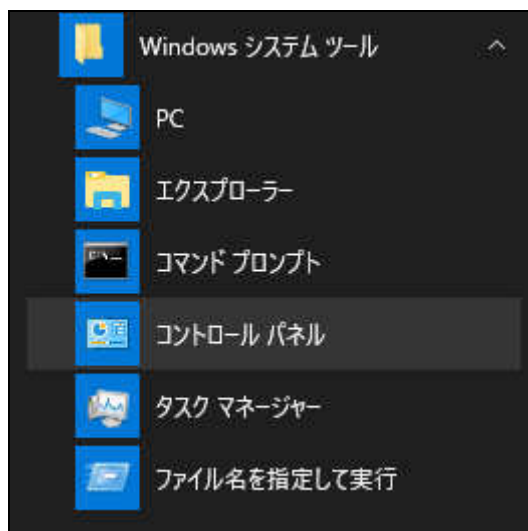 Windows システム ツール
PC
エクスプローラー
コマンド プロンプト
コントロール パネル
タスク マネージャー
ファイル名を指定して実行